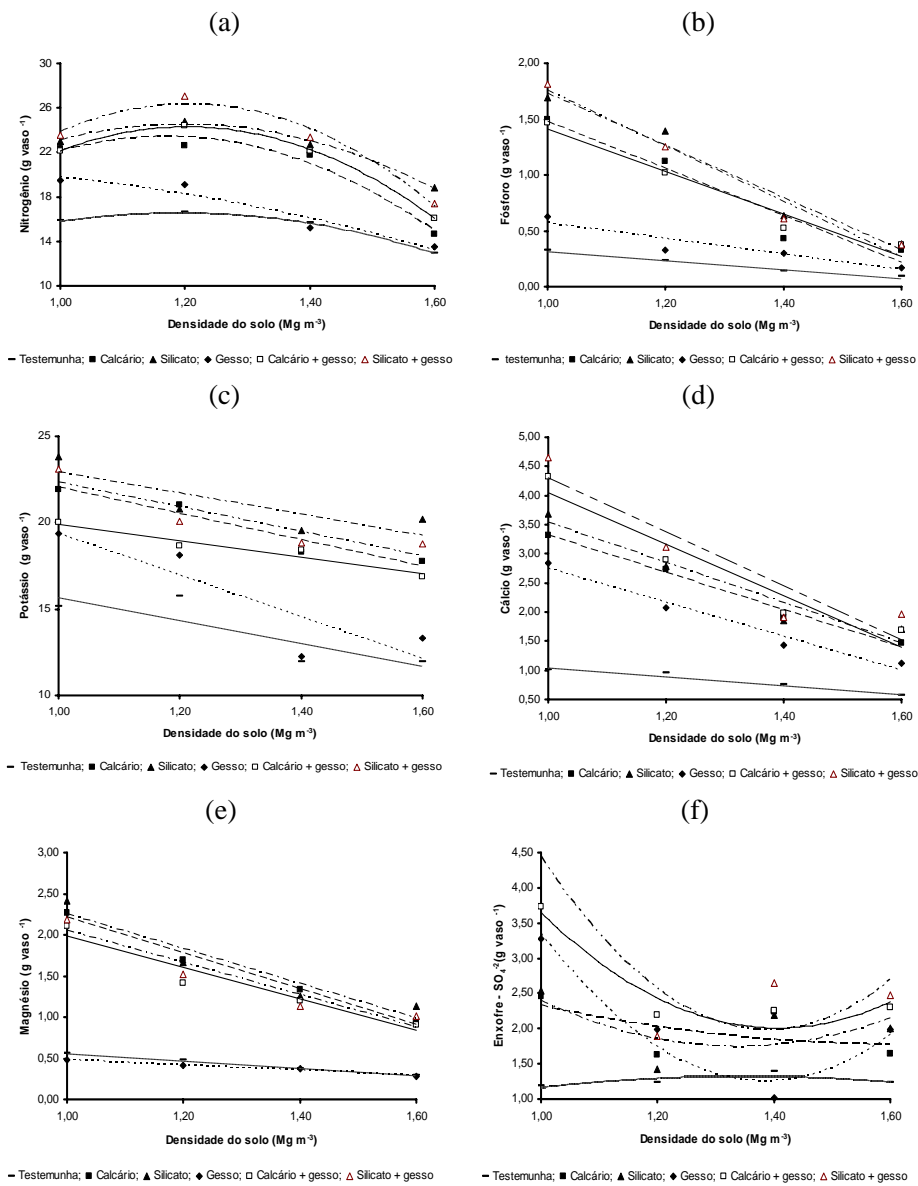 (a)
(b)
30
26
22
18
14
10
Nitrogênio (g vaso ⁻¹)
1,00 1,20 1,40 1,60
Densidade do solo (Mg m⁻³)
2,00
1,50
1,00
0,50
0,00
Fósforo (g vaso ⁻¹)
1,00 1,20 1,40 1,60
Densidade do solo (Mg m⁻³)
Testemunha; Calcário; Silicato; Gesso; Calcário + gesso; Silicato + gesso
testemunha; Calcário; Silicato; Gesso; Calcário + gesso; Silicato + gesso
(c)
(d)
25
20
15
10
Potássio (g vaso ⁻¹)
1,00 1,20 1,40 1,60
Densidade do solo (Mg m⁻³)
5,00
4,50
4,00
3,50
3,00
2,50
2,00
1,50
1,00
0,50
Cálcio (g vaso⁻¹)
1,00 1,20 1,40 1,60
Densidade do solo (Mg m⁻³)
Testemunha; Calcário; Silicato; Gesso; Calcário + gesso; Silicato + gesso
Testemunha; Calcário; Silicato; Gesso; Calcário + gesso; Silicato + gesso
(e)
(f)
3,00
2,50
2,00
1,50
1,00
0,50
0,00
Magnésio (g vaso ⁻¹)
1,00 1,20 1,40 1,60
Densidade do solo (Mg m⁻³)
4,50
4,00
3,50
3,00
2,50
2,00
1,50
1,00
Enxofre - SO₄⁻²(g vaso ⁻¹)
1,00 1,20 1,40 1,60
Densidade do solo (Mg m⁻³)
Testemunha; Calcário; Silicato; Gesso; Calcário + gesso; Silicato + gesso
Testemunha; Calcário; Silicato; Gesso; Calcário + gesso; Silicato + gesso